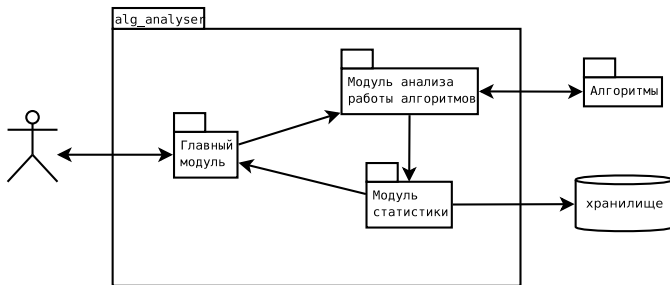 alg_analyser
Модуль анализа
работы алгоритмов
Алгоритмы
Главный
модуль
Модуль
статистики
хранилище